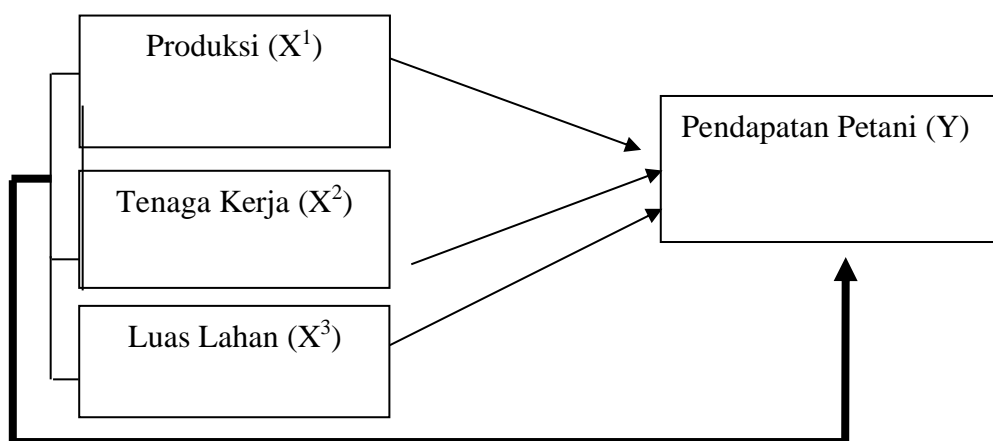 Produksi (X¹)
Pendapatan Petani (Y)
Tenaga Kerja (X²)
Luas Lahan (X³)